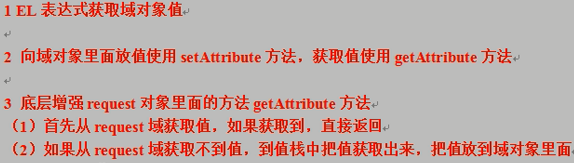 1 EL 表达式获取域对象值
2 向域对象里面放值使用 setAttribute 方法，获取值使用 getAttribute 方法
3 底层增强 request 对象里面的方法 getAttribute 方法
（1）首先从 request 域获取值，如果获取到，直接返回
（2）如果从 request 域获取不到值，到值栈中把值获取出来，把值放到域对象里面